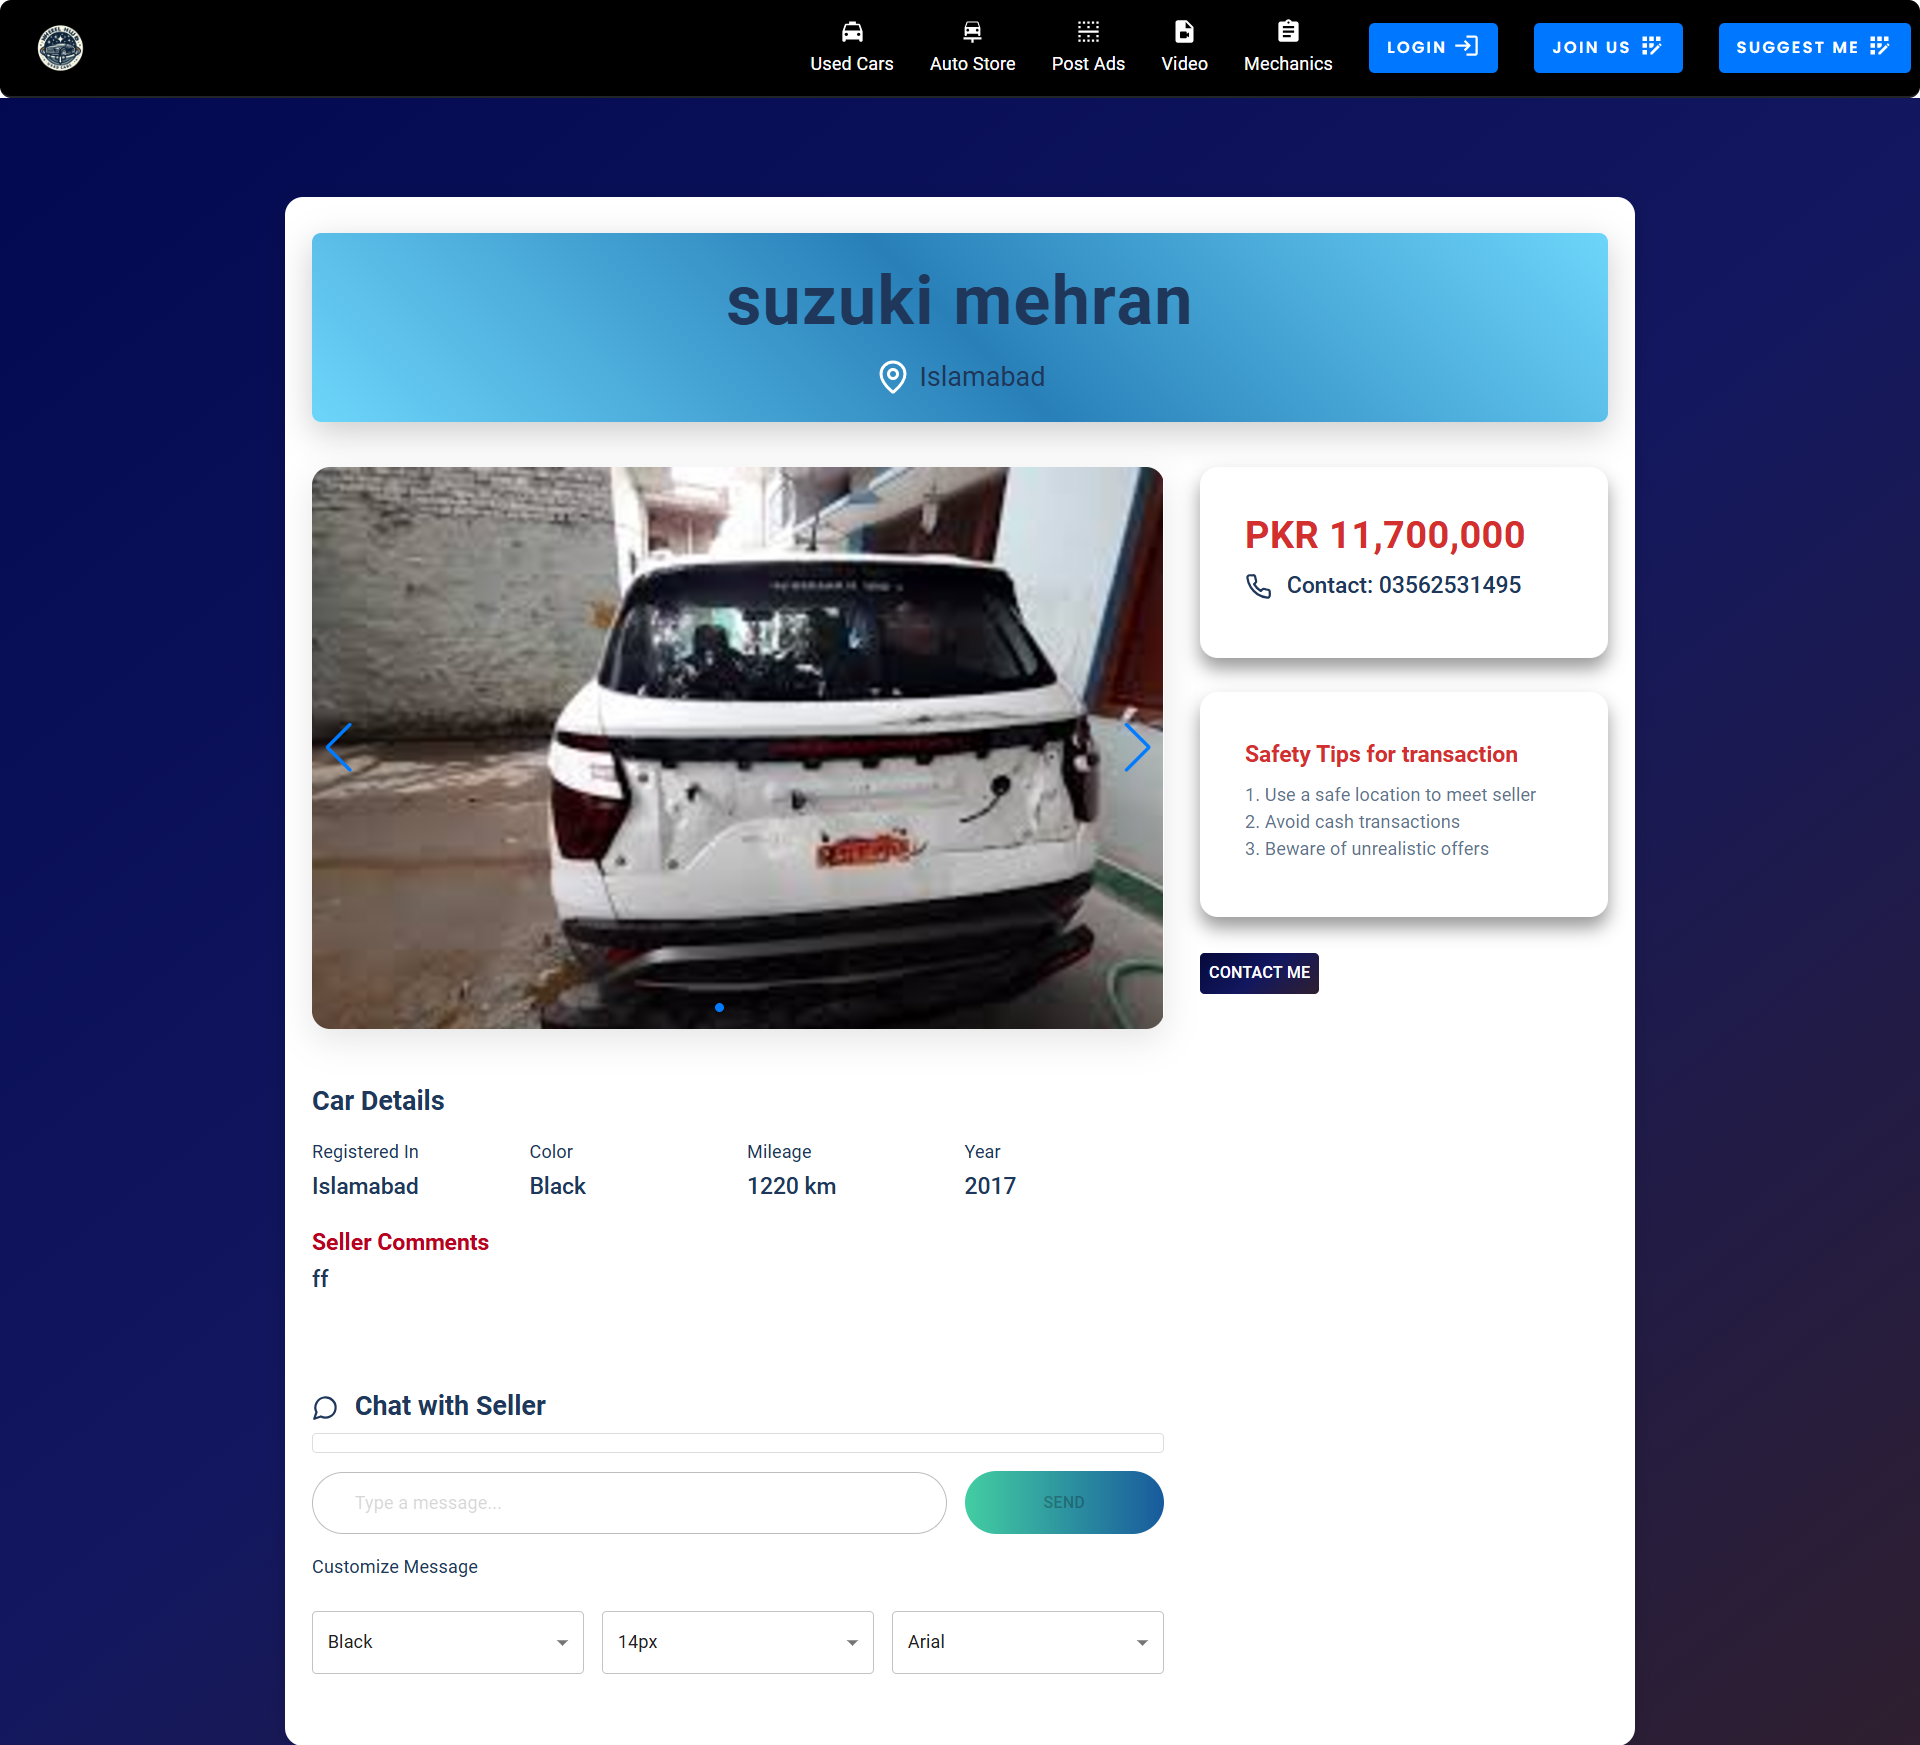 Used Cars
Auto Store
Post Ads
Video
Mechanics
LOGIN
JOIN US
SUGGEST ME
suzuki mehran
Islamabad
PKR 11,700,000
Contact: 03562531495
Safety Tips for transaction
1. Use a safe location to meet seller
2. Avoid cash transactions
3. Beware of unrealistic offers
CONTACT ME
Car Details
Registered In
Islamabad
Color
Black
Mileage
1220 km
Year
2017
Seller Comments
ff
Chat with Seller
Type a message...
SEND
Customize Message
Black
14px
Arial